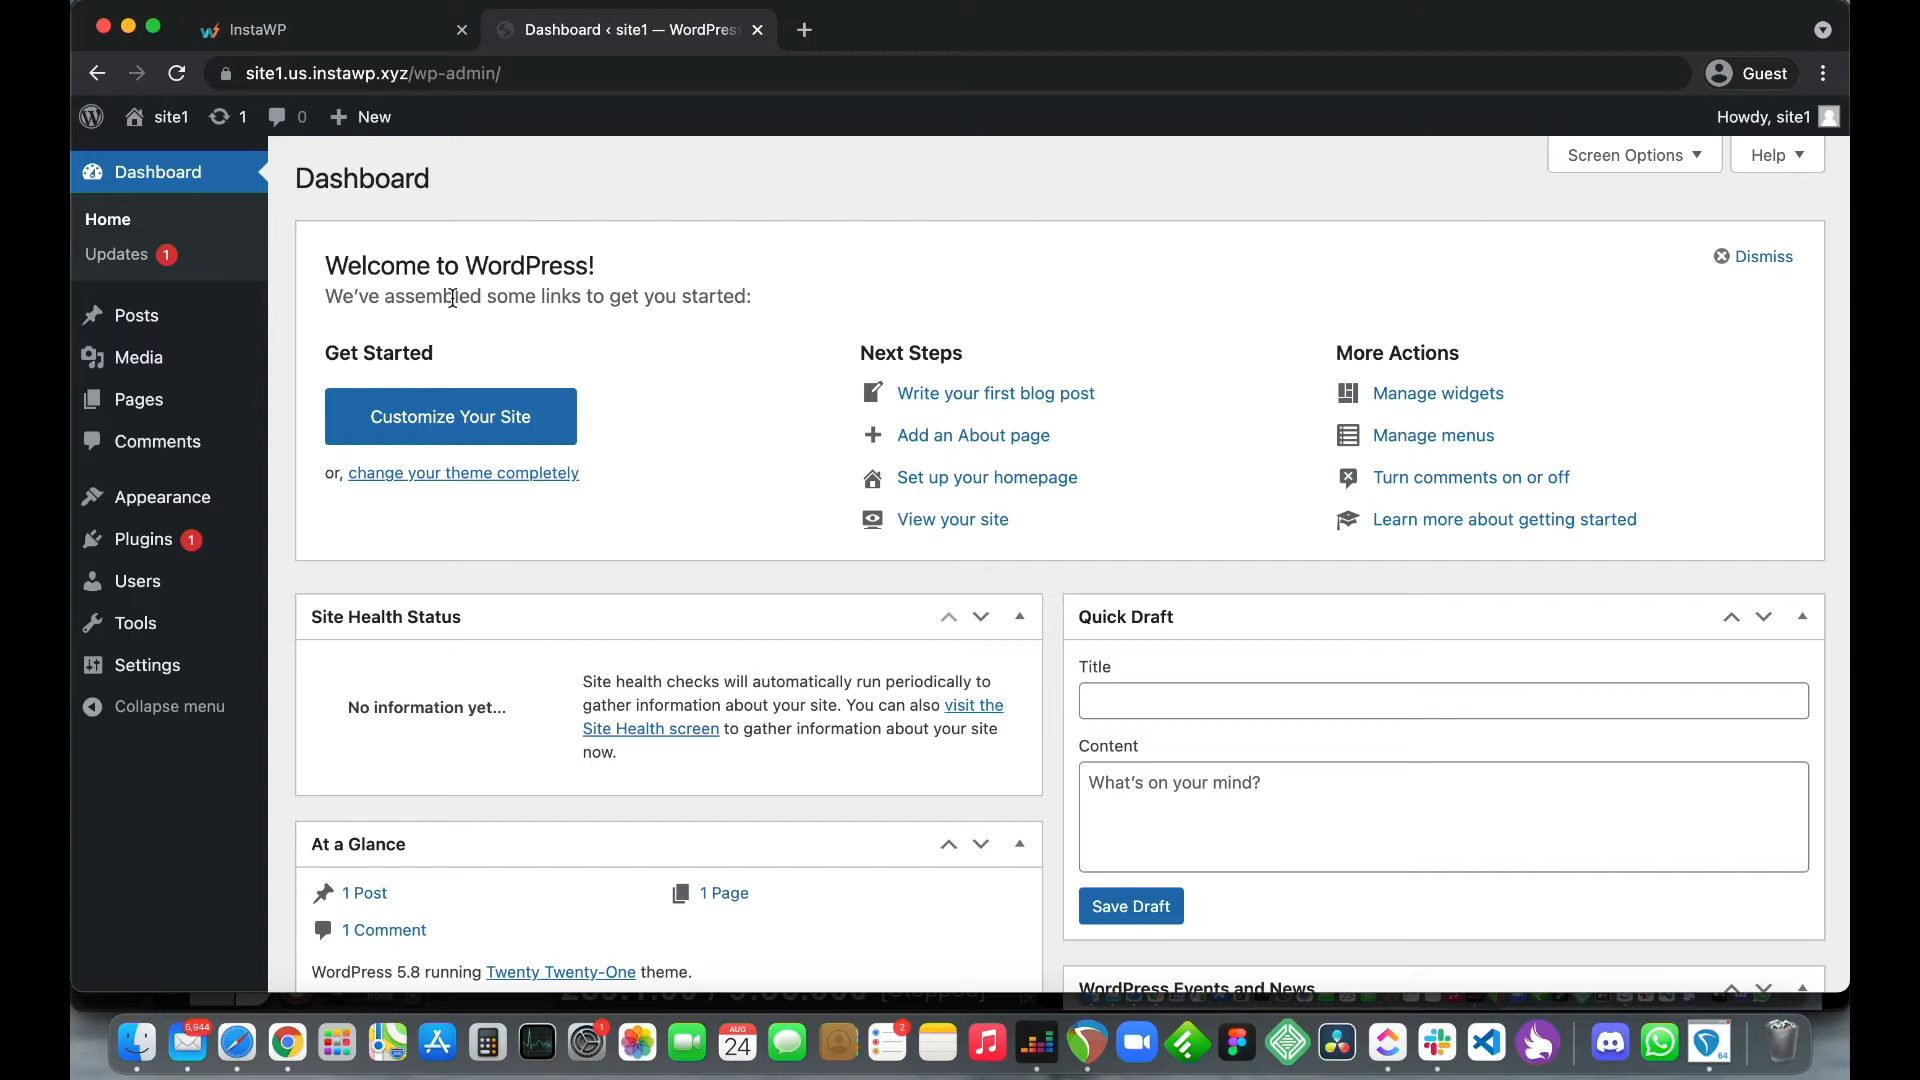 InstaWP
Dashboard ‹ site1 — WordPres
site1.us.instawp.xyz/wp-admin/
Guest
site1
1
0
New
Howdy, site1
Dashboard
Home
Updates 1
Posts
Media
Pages
Comments
Appearance
Plugins 1
Users
Tools
Settings
Collapse menu
Dashboard
Screen Options
Help
Welcome to WordPress!
We've assembled some links to get you started:
Dismiss
Get Started
Customize Your Site
or, change your theme completely
Next Steps
Write your first blog post
Add an About page
Set up your homepage
View your site
More Actions
Manage widgets
Manage menus
Turn comments on or off
Learn more about getting started
Site Health Status
No information yet...
Site health checks will automatically run periodically to
gather information about your site. You can also visit the
Site Health screen to gather information about your site
now.
At a Glance
1 Post
1 Page
1 Comment
WordPress 5.8 running Twenty Twenty-One theme.
Quick Draft
Title
Content
What's on your mind?
Save Draft
WordPress Events and News
5,944
1
AUG
24
2
64